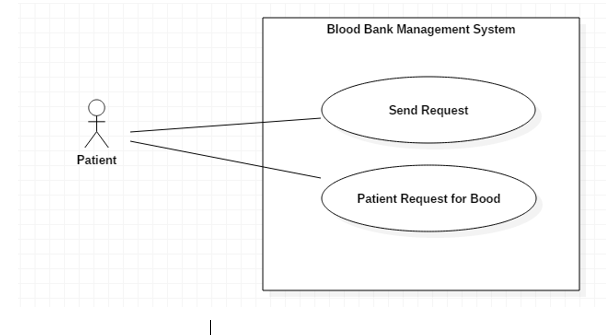 Blood Bank Management System
Send Request
Patient
Patient Request for Bood